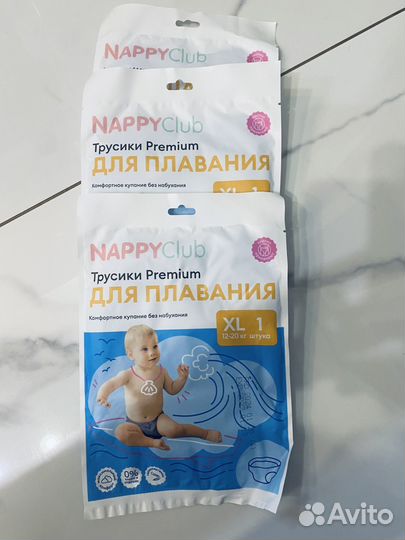 NAPPYClub
NAPPYClub
Трусики Premium
ДЛЯ ПЛАВАНИЯ
Комфортное купание без набухания
XL 1
NAPPYClub
Трусики Premium
ДЛЯ ПЛАВАНИЯ
Комфортное купание без набухания
XL 1
12-20 кг штука
0%
Avito